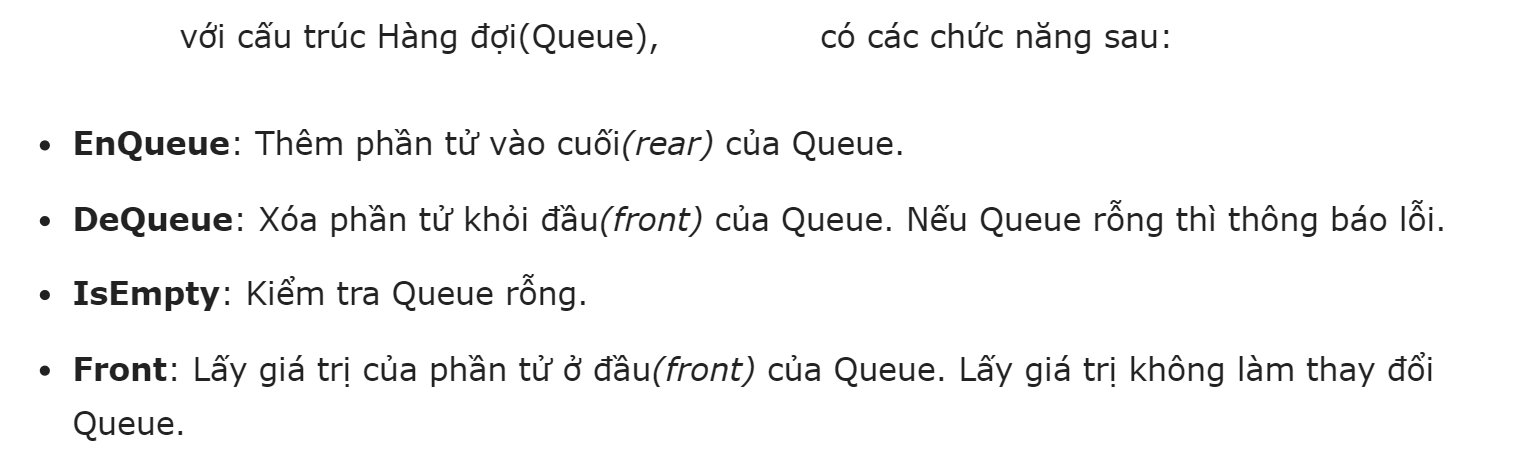 với cấu trúc Hàng đợi(Queue), có các chức năng sau:
• EnQueue: Thêm phần tử vào cuối(rear) của Queue.
• DeQueue: Xóa phần tử khỏi đầu(front) của Queue. Nếu Queue rỗng thì thông báo lỗi.
• IsEmpty: Kiểm tra Queue rỗng.
• Front: Lấy giá trị của phần tử ở đầu(front) của Queue. Lấy giá trị không làm thay đổi
Queue.